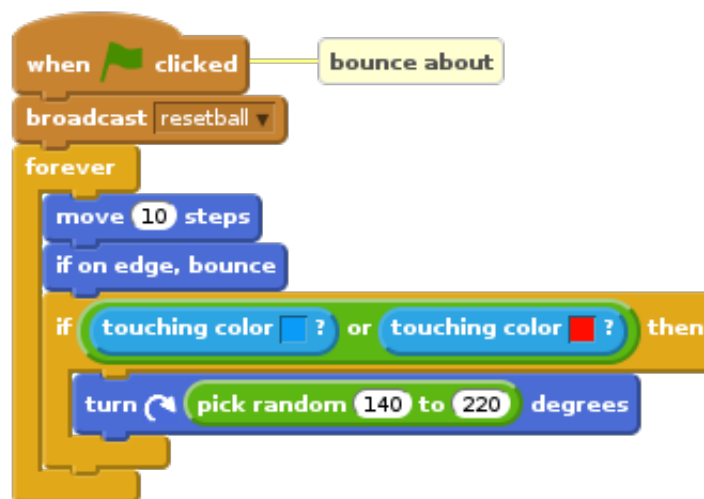 when clicked bounce about
broadcast resetball
forever
move 10 steps
if on edge, bounce
if touching color ? or touching color ? then
turn pick random 140 to 220 degrees